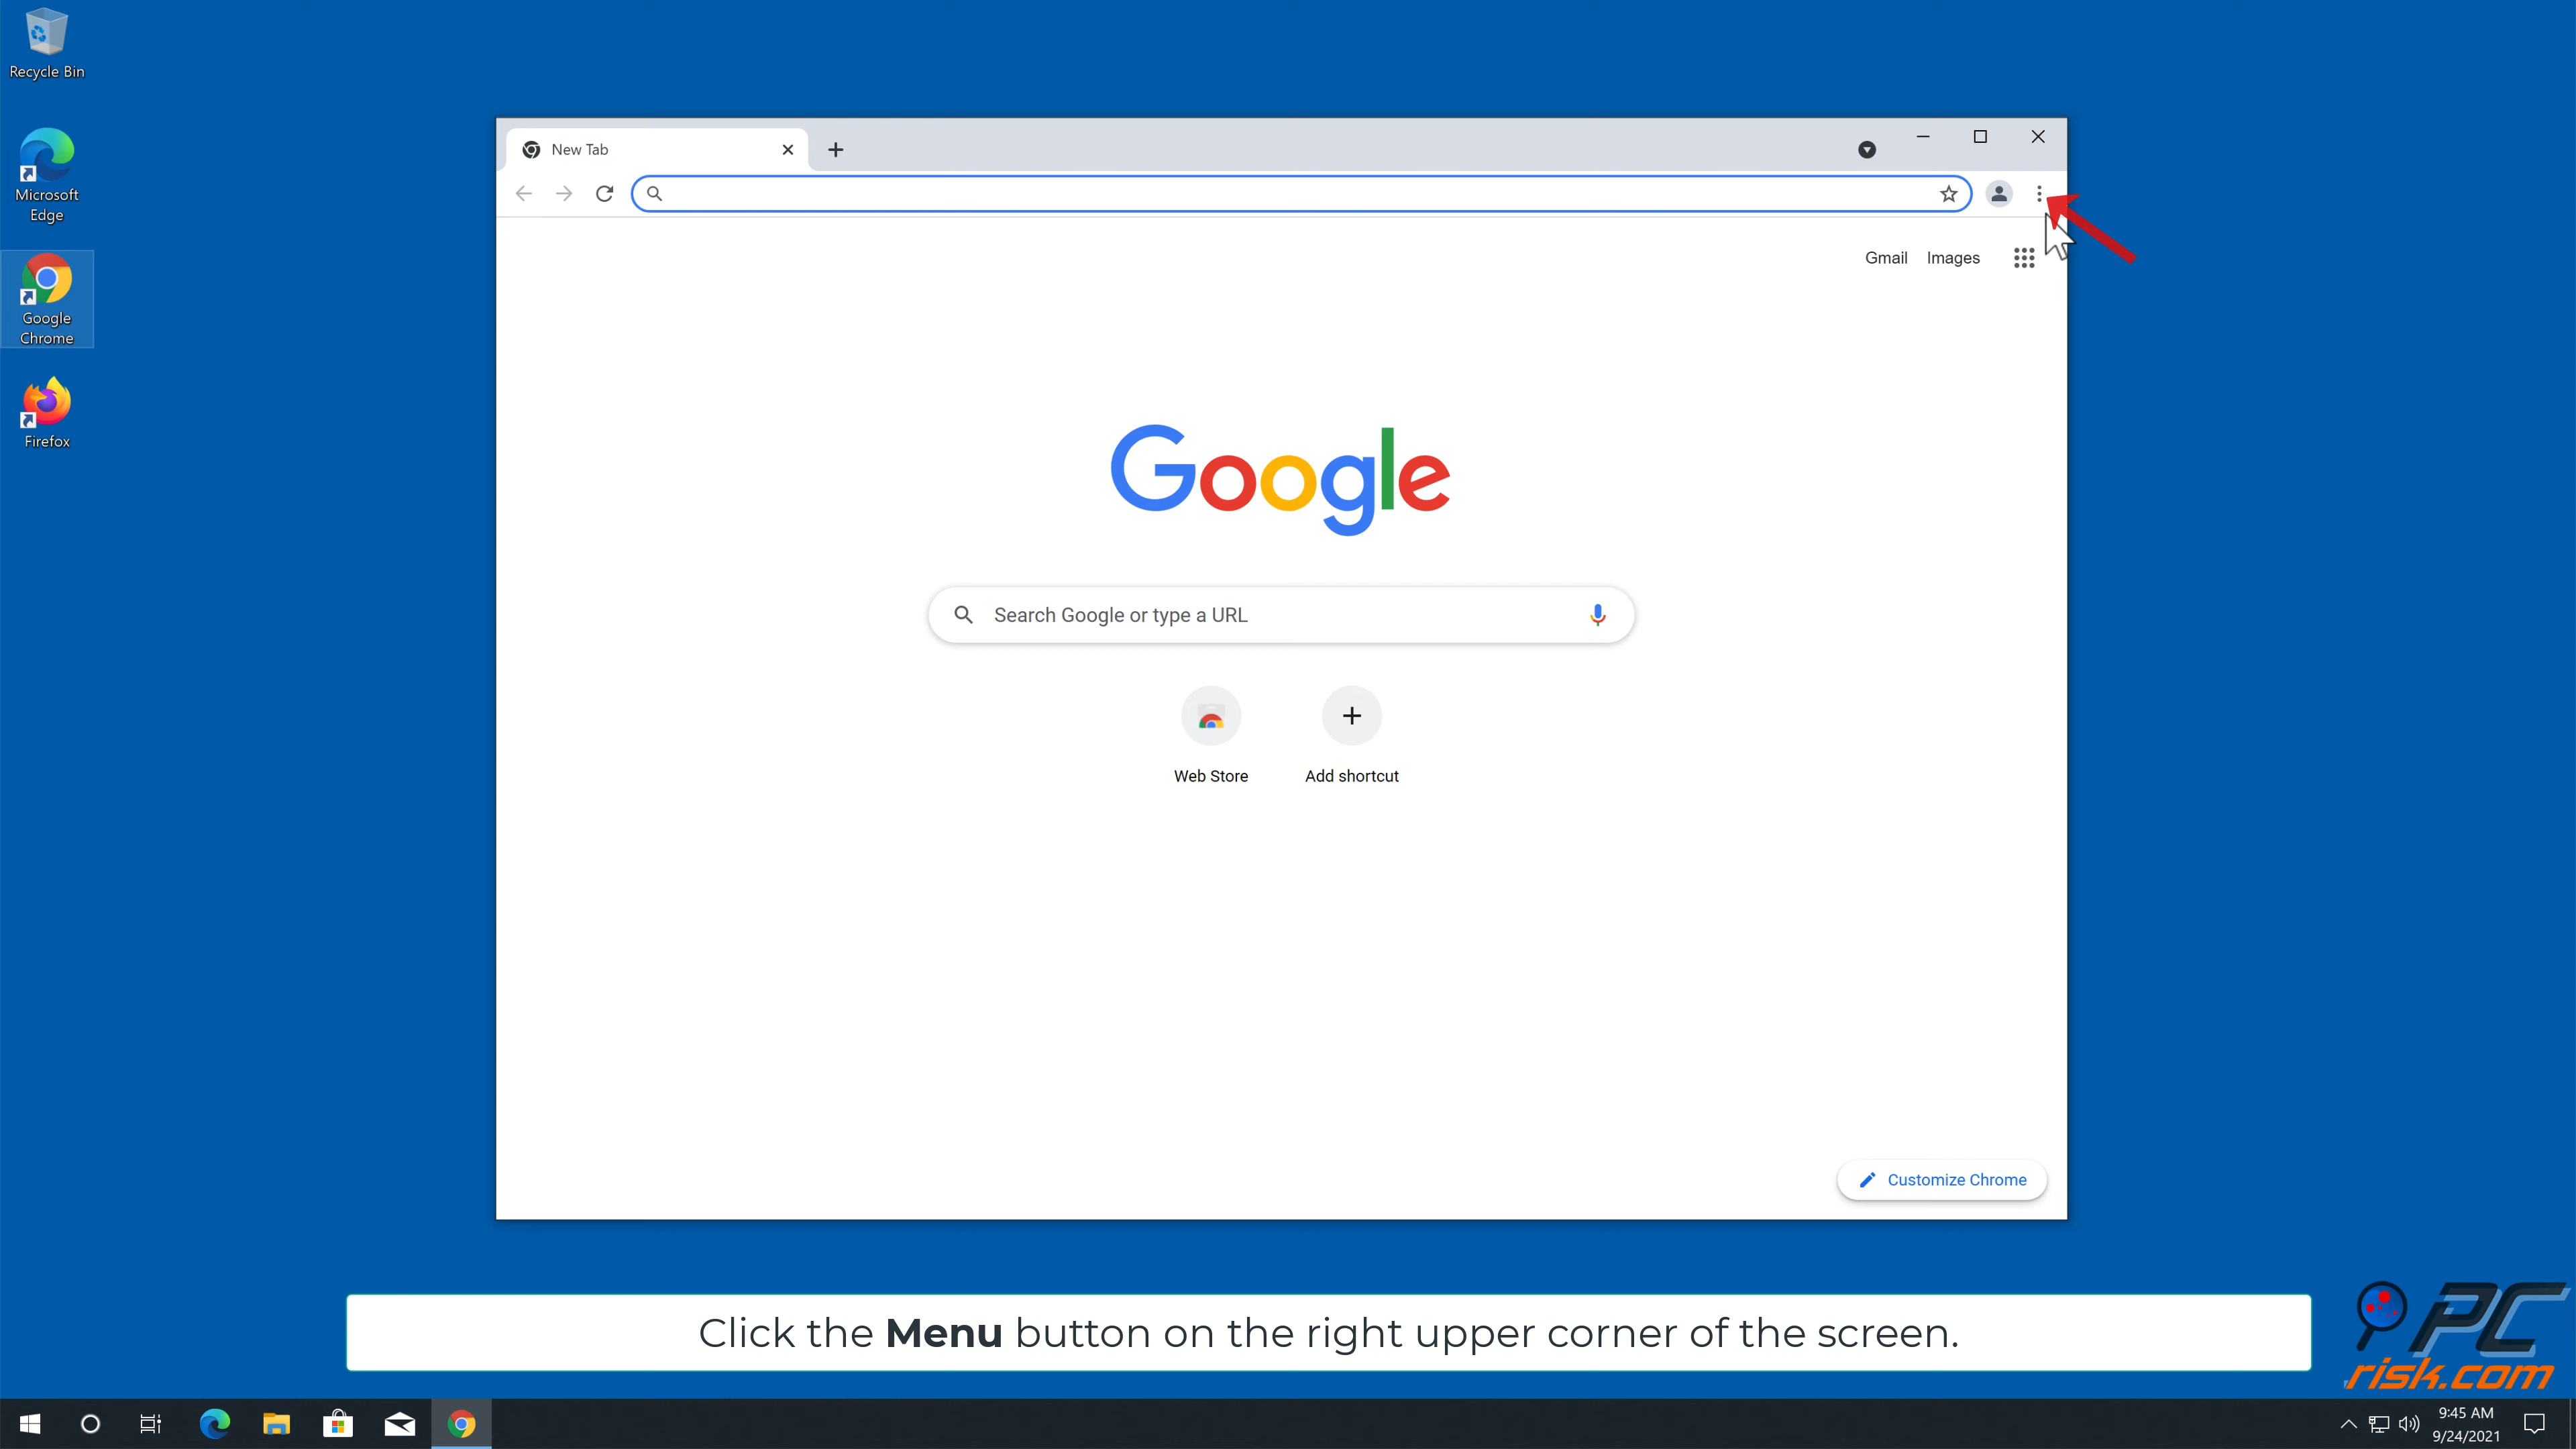 Recycle Bin
Microsoft
Edge
Google
Chrome
Firefox
New Tab
Gmail Images
Google
Search Google or type a URL
Web Store Add shortcut
Customize Chrome
Click the Menu button on the right upper corner of the screen.
PC
risk.com
9:45 AM
9/24/2021